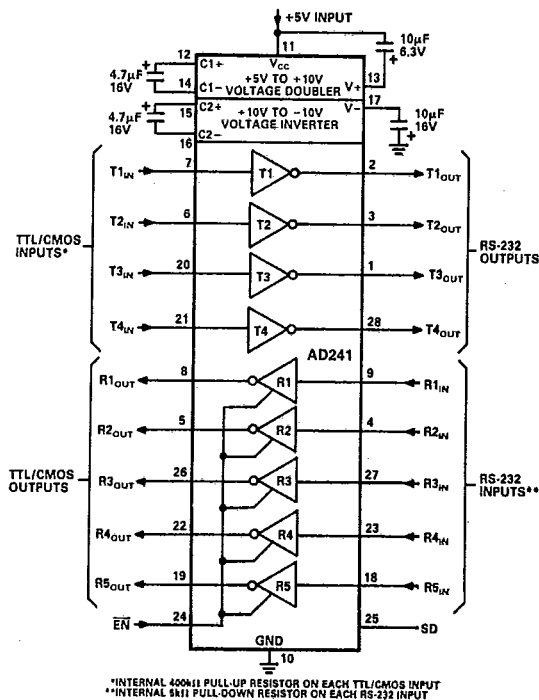 +5V INPUT
12
11
10μF
6.3V
C1+
VCC
4.7μF
16V
14
C1−
+5V TO +10V
VOLTAGE DOUBLER
V+
13
4.7μF
16V
15
C2+
+10V TO −10V
VOLTAGE INVERTER
V−
17
10μF
16V
C2−
16
T1IN
7
T1
2
T1OUT
T2IN
6
T2
3
T2OUT
TTL/CMOS
INPUTS*
RS-232
OUTPUTS
T3IN
20
T3
1
T3OUT
T4IN
21
T4
28
T4OUT
AD241
R1OUT
8
R1
9
R1IN
R2OUT
5
R2
4
R2IN
TTL/CMOS
OUTPUTS
R3OUT
26
R3
27
R3IN
RS-232
INPUTS**
R4OUT
22
R4
23
R4IN
R5OUT
19
R5
18
R5IN
EN
24
25
SD
GND
10
*INTERNAL 400kΩ PULL-UP RESISTOR ON EACH TTL/CMOS INPUT
**INTERNAL 5kΩ PULL-DOWN RESISTOR ON EACH RS-232 INPUT